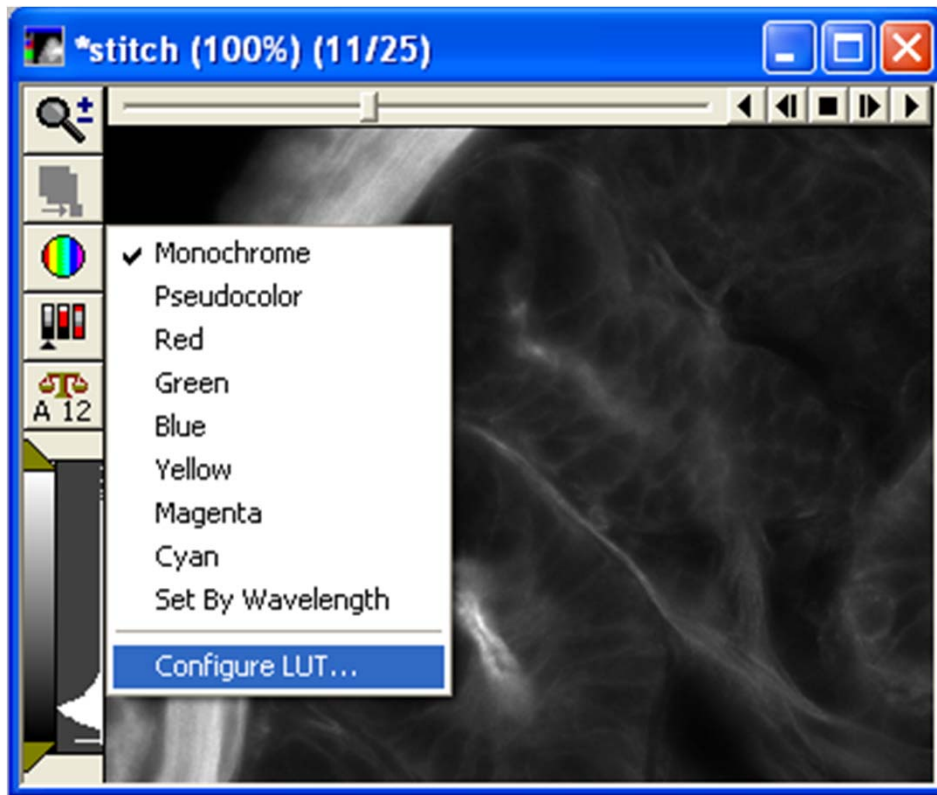 *stitch (100%) (11/25)
Monochrome
Pseudocolor
Red
Green
Blue
A 12
Yellow
Magenta
Cyan
Set By Wavelength
Configure LUT...